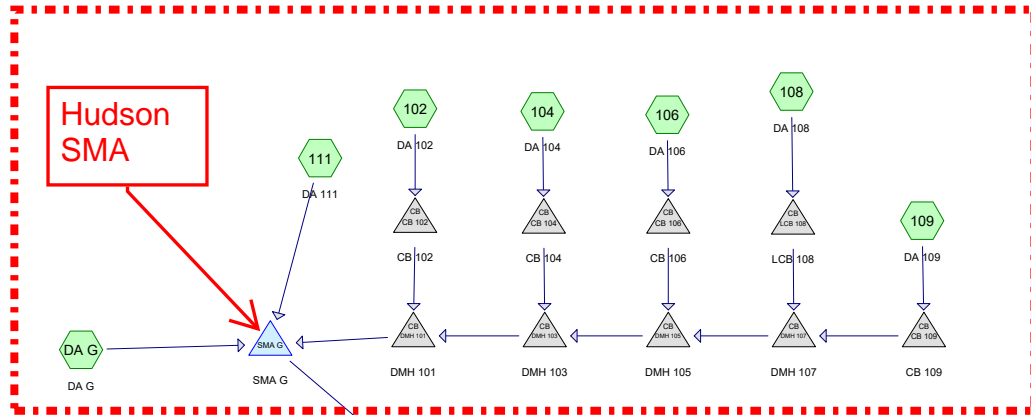 Hudson
SMA
102
DA 102
104
DA 104
106
DA 106
108
DA 108
111
DA 111
109
DA 109
CB
CB 102
CB 102
CB
CB 104
CB 104
CB
CB 106
CB 106
CB
LCB 108
LCB 108
DA G
DA G
SMA G
SMA G
CB
DMH 101
DMH 101
CB
DMH 103
DMH 103
CB
DMH 105
DMH 105
CB
DMH 107
DMH 107
CB
CB 109
CB 109